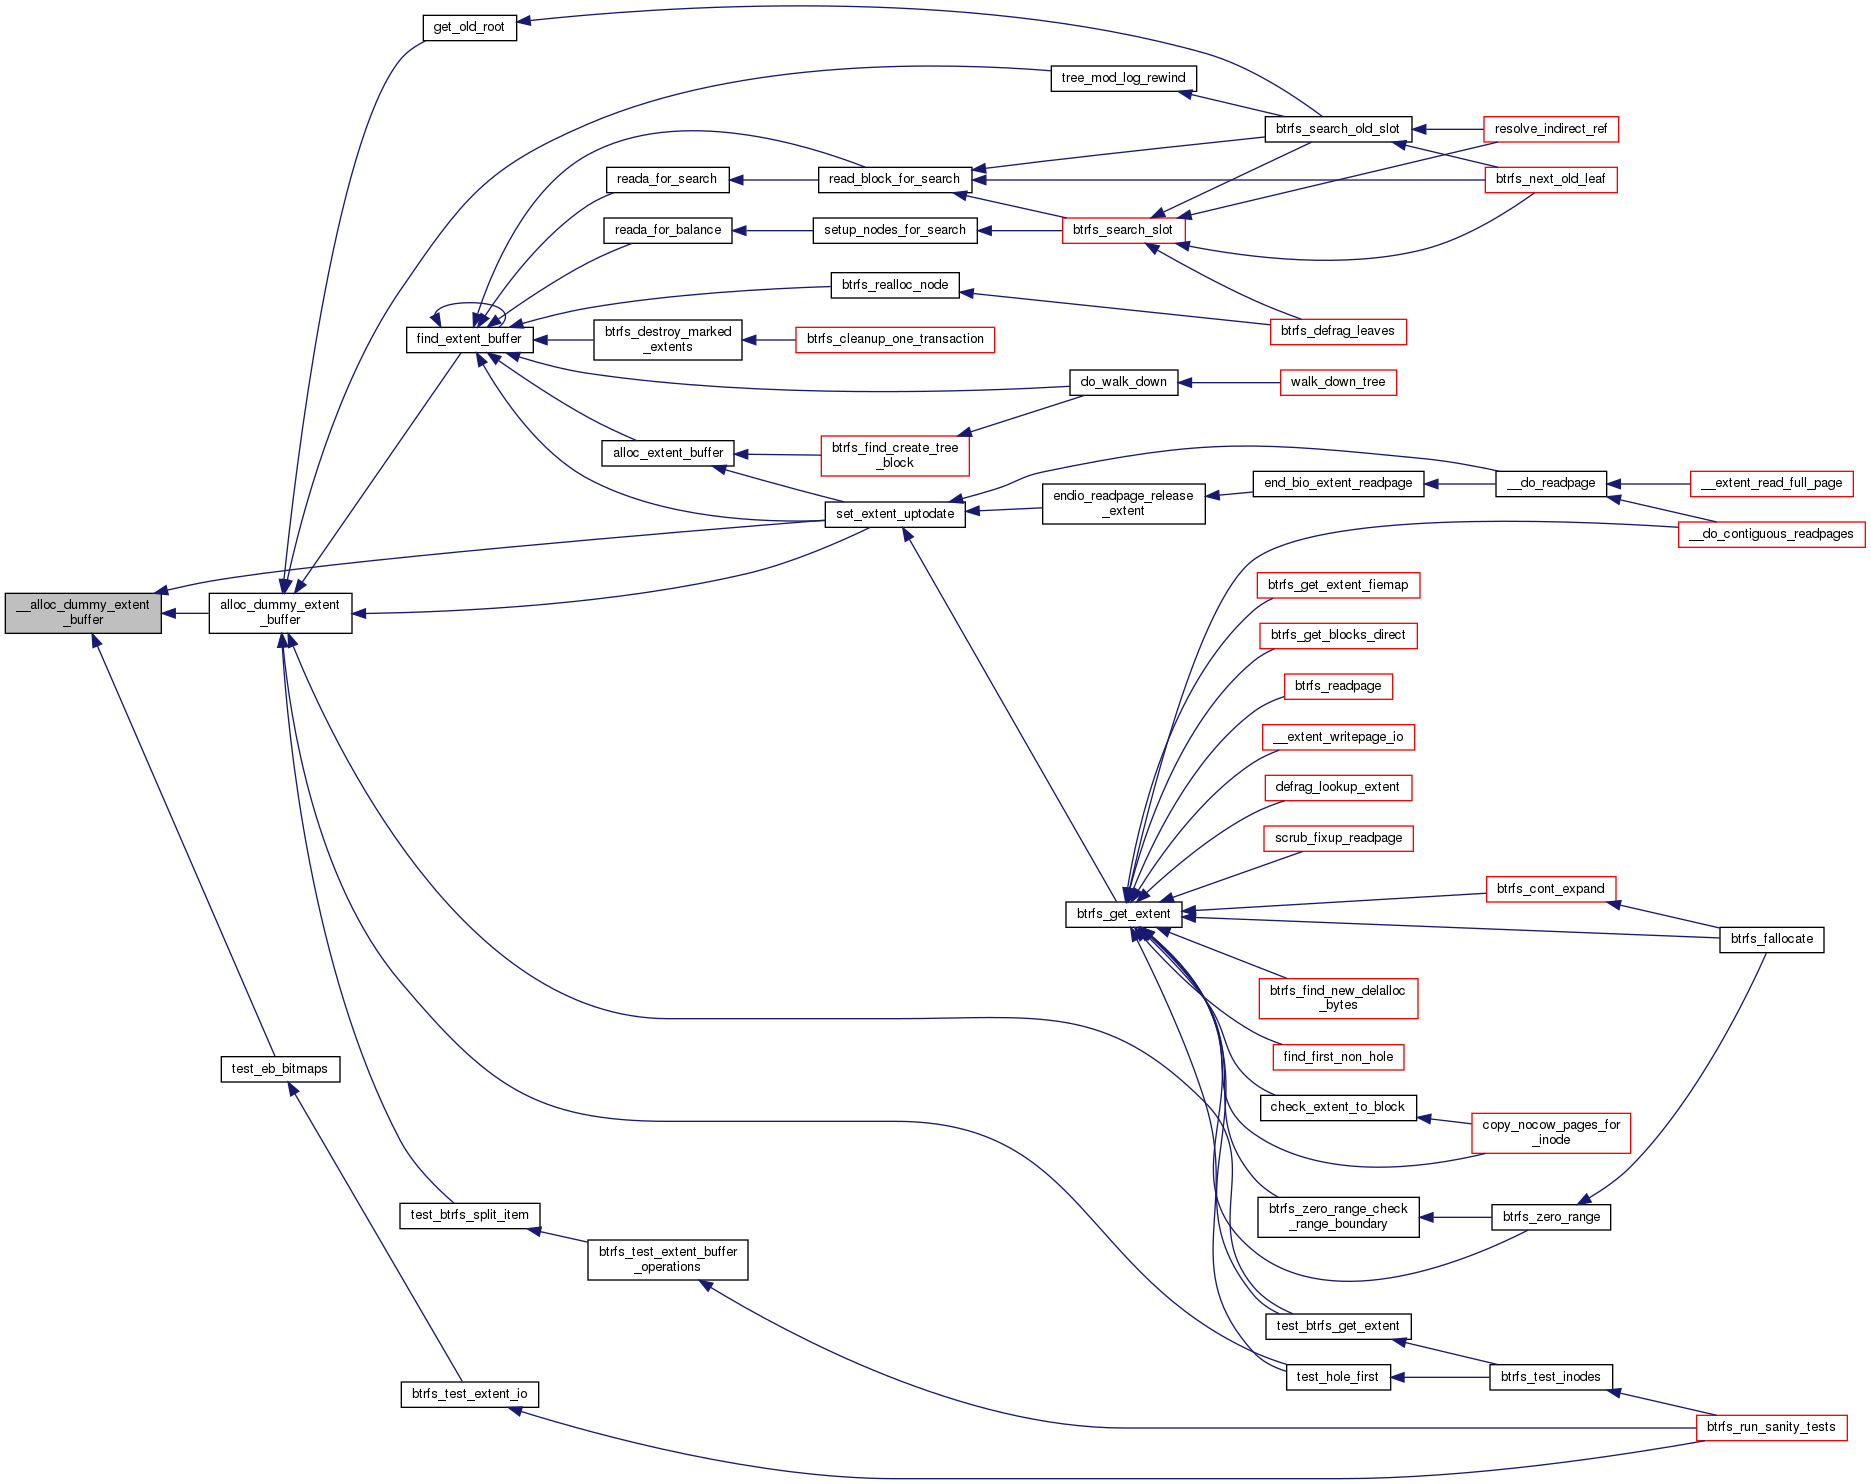 get_old_root
tree_mod_log_rewind
btrfs_search_old_slot
resolve_indirect_ref
reada_for_search
read_block_for_search
btrfs_next_old_leaf
reada_for_balance
setup_nodes_for_search
btrfs_search_slot
btrfs_realloc_node
find_extent_buffer
btrfs_destroy_marked
_extents
btrfs_cleanup_one_transaction
btrfs_defrag_leaves
do_walk_down
walk_down_tree
alloc_extent_buffer
btrfs_find_create_tree
_block
set_extent_uptodate
endio_readpage_release
_extent
end_bio_extent_readpage
__do_readpage
__extent_read_full_page
__do_contiguous_readpages
__alloc_dummy_extent
_buffer
alloc_dummy_extent
_buffer
btrfs_get_extent_fiemap
btrfs_get_blocks_direct
btrfs_readpage
__extent_writepage_io
defrag_lookup_extent
scrub_fixup_readpage
btrfs_get_extent
btrfs_cont_expand
btrfs_fallocate
btrfs_find_new_delalloc
_bytes
find_first_non_hole
test_eb_bitmaps
check_extent_to_block
copy_nocow_pages_for
_inode
test_btrfs_split_item
btrfs_zero_range_check
_range_boundary
btrfs_zero_range
btrfs_test_extent_buffer
_operations
test_btrfs_get_extent
test_hole_first
btrfs_test_inodes
btrfs_test_extent_io
btrfs_run_sanity_tests